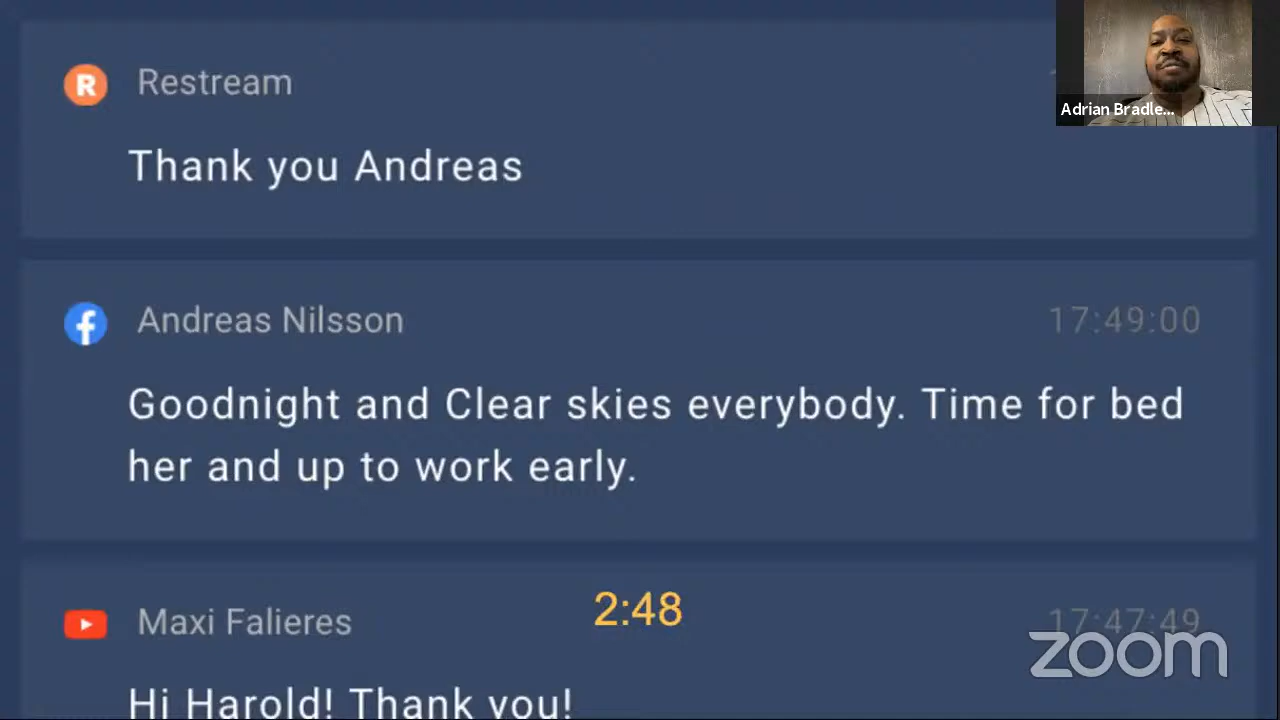 R Restream
Adrian Bradle...
Thank you Andreas
Andreas Nilsson 17:49:00
Goodnight and Clear skies everybody. Time for bed
her and up to work early.
Maxi Falieres 2:48 17:47:49
zoom
Hi Harold! Thank you!